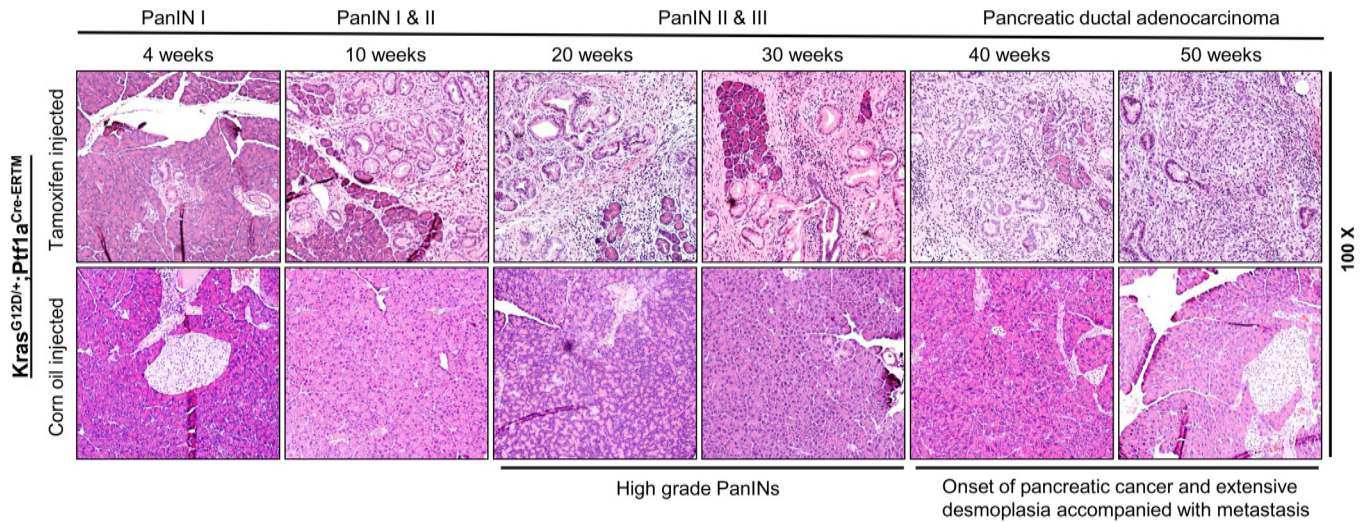 PanIN I
PanIN I & II
PanIN II & III
Pancreatic ductal adenocarcinoma
4 weeks
10 weeks
20 weeks
30 weeks
40 weeks
50 weeks
Kras^G12D/+;Ptf1a^Cre-ERTM
Tamoxifen injected
Corn oil injected
100 X
High grade PanINs
Onset of pancreatic cancer and extensive
desmoplasia accompanied with metastasis